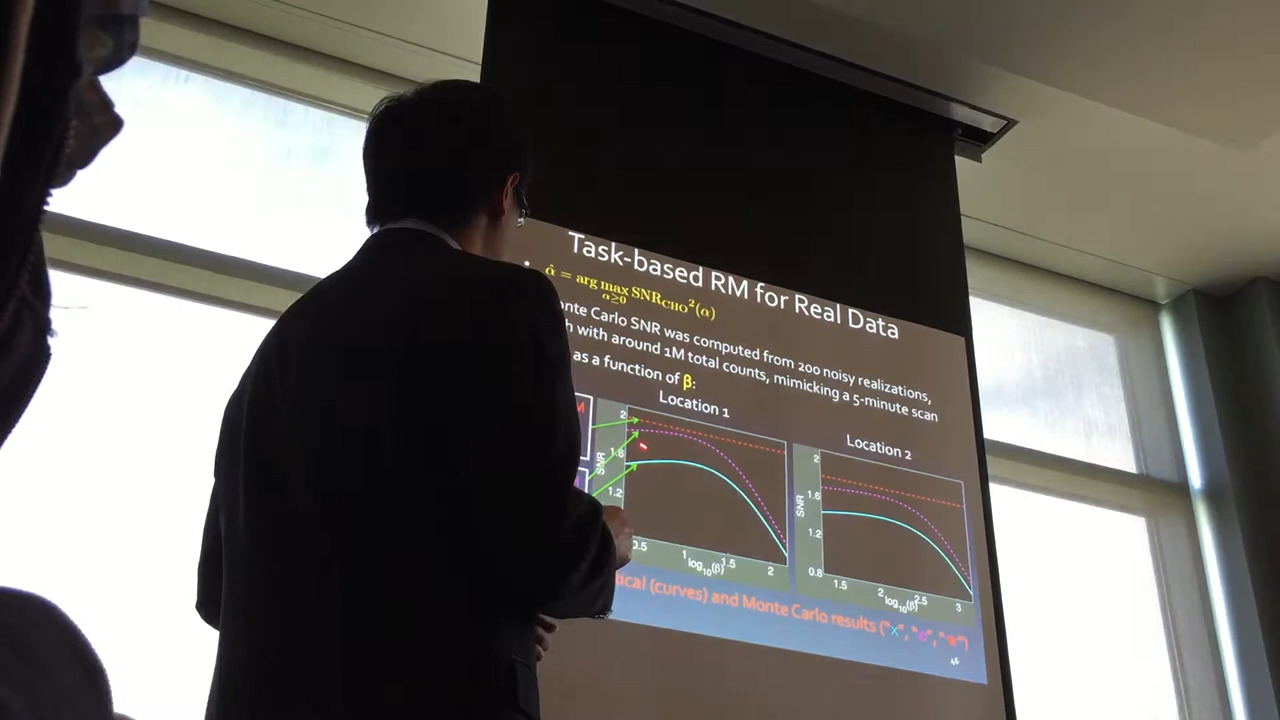 Task-based RM for Real Data
• α̂ = arg max SNR_CHO²(α)
α≥0
onte Carlo SNR was computed from 200 noisy realizations,
h with around 1M total counts, mimicking a 5-minute scan
as a function of β:
Location 1
Location 2
M
2
1.6
1.2
SNR
0.5
1
1.5
2
log10(β)
2
1.6
1.2
0.8
SNR
1.5
2
2.5
3
log10(β)
tical (curves) and Monte Carlo results ("x", "o", "*")
46